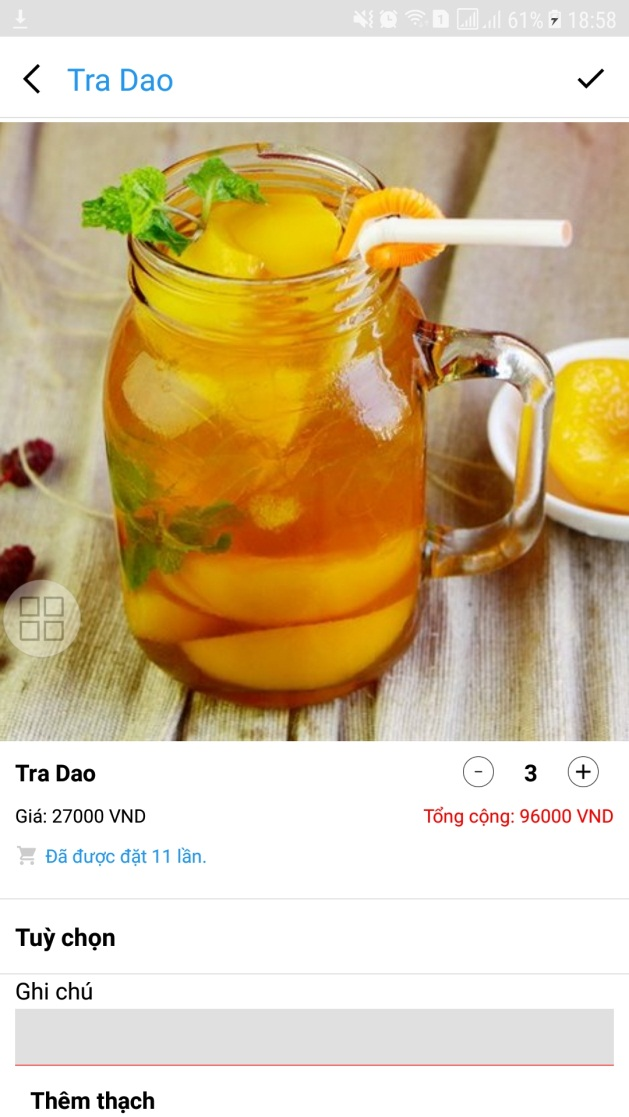 1 61% 18:58
Tra Dao
Tra Dao
- 3 +
Giá: 27000 VND
Tổng cộng: 96000 VND
Đã được đặt 11 lần.
Tuỳ chọn
Ghi chú
Thêm thạch